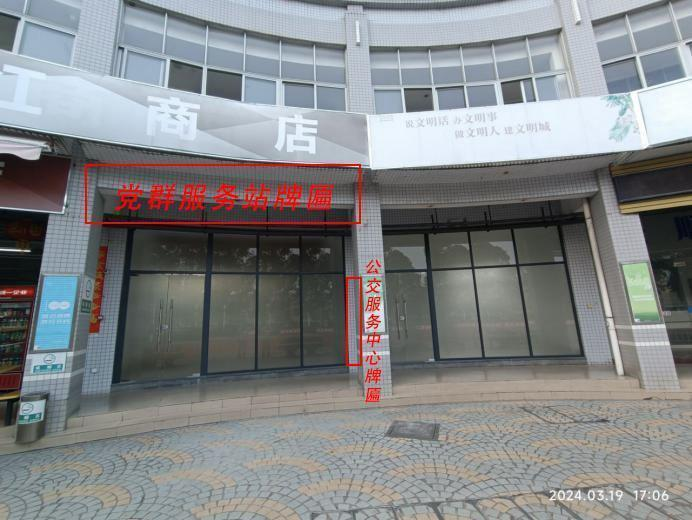 江 商 店
说文明话 办文明事
做文明人 建文明城
党群服务站牌匾
公交服务中心牌匾
2024.03.19 17:06